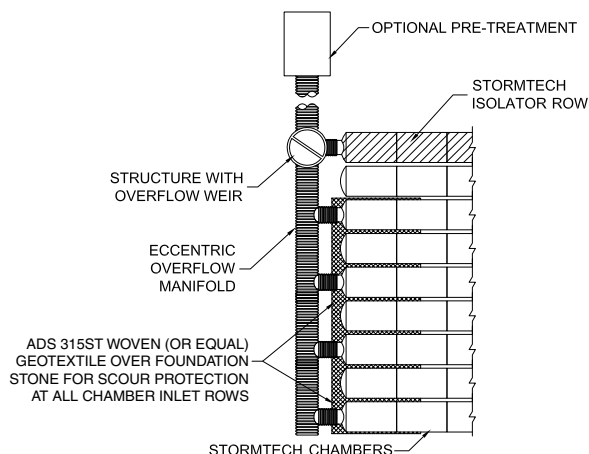 OPTIONAL PRE-TREATMENT
STORMTECH
ISOLATOR ROW
STRUCTURE WITH
OVERFLOW WEIR
ECCENTRIC
OVERFLOW
MANIFOLD
ADS 315ST WOVEN (OR EQUAL)
GEOTEXTILE OVER FOUNDATION
STONE FOR SCOUR PROTECTION
AT ALL CHAMBER INLET ROWS
STORMTECH CHAMBERS